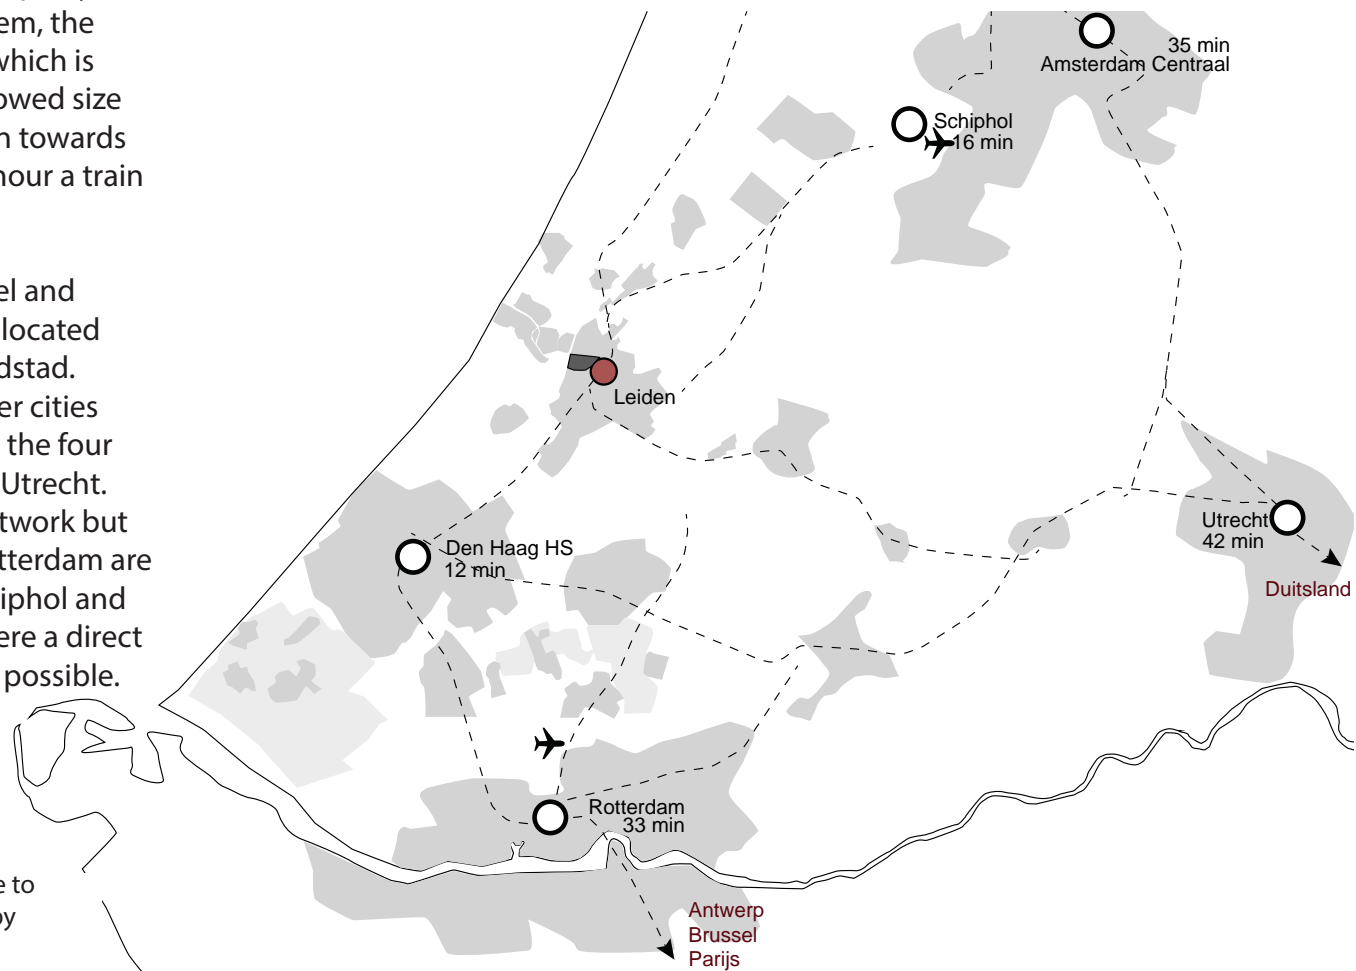 em, the
which is
owed size
n towards
hour a train
el and
located
dstad.
er cities
the four
Utrecht.
twork but
tterdam are
iphol and
ere a direct
possible.
e to
by
35 min
Amsterdam Centraal
Schiphol
16 min
Leiden
Utrecht
42 min
Duitsland
Den Haag HS
12 min
Rotterdam
33 min
Antwerp
Brussel
Parijs